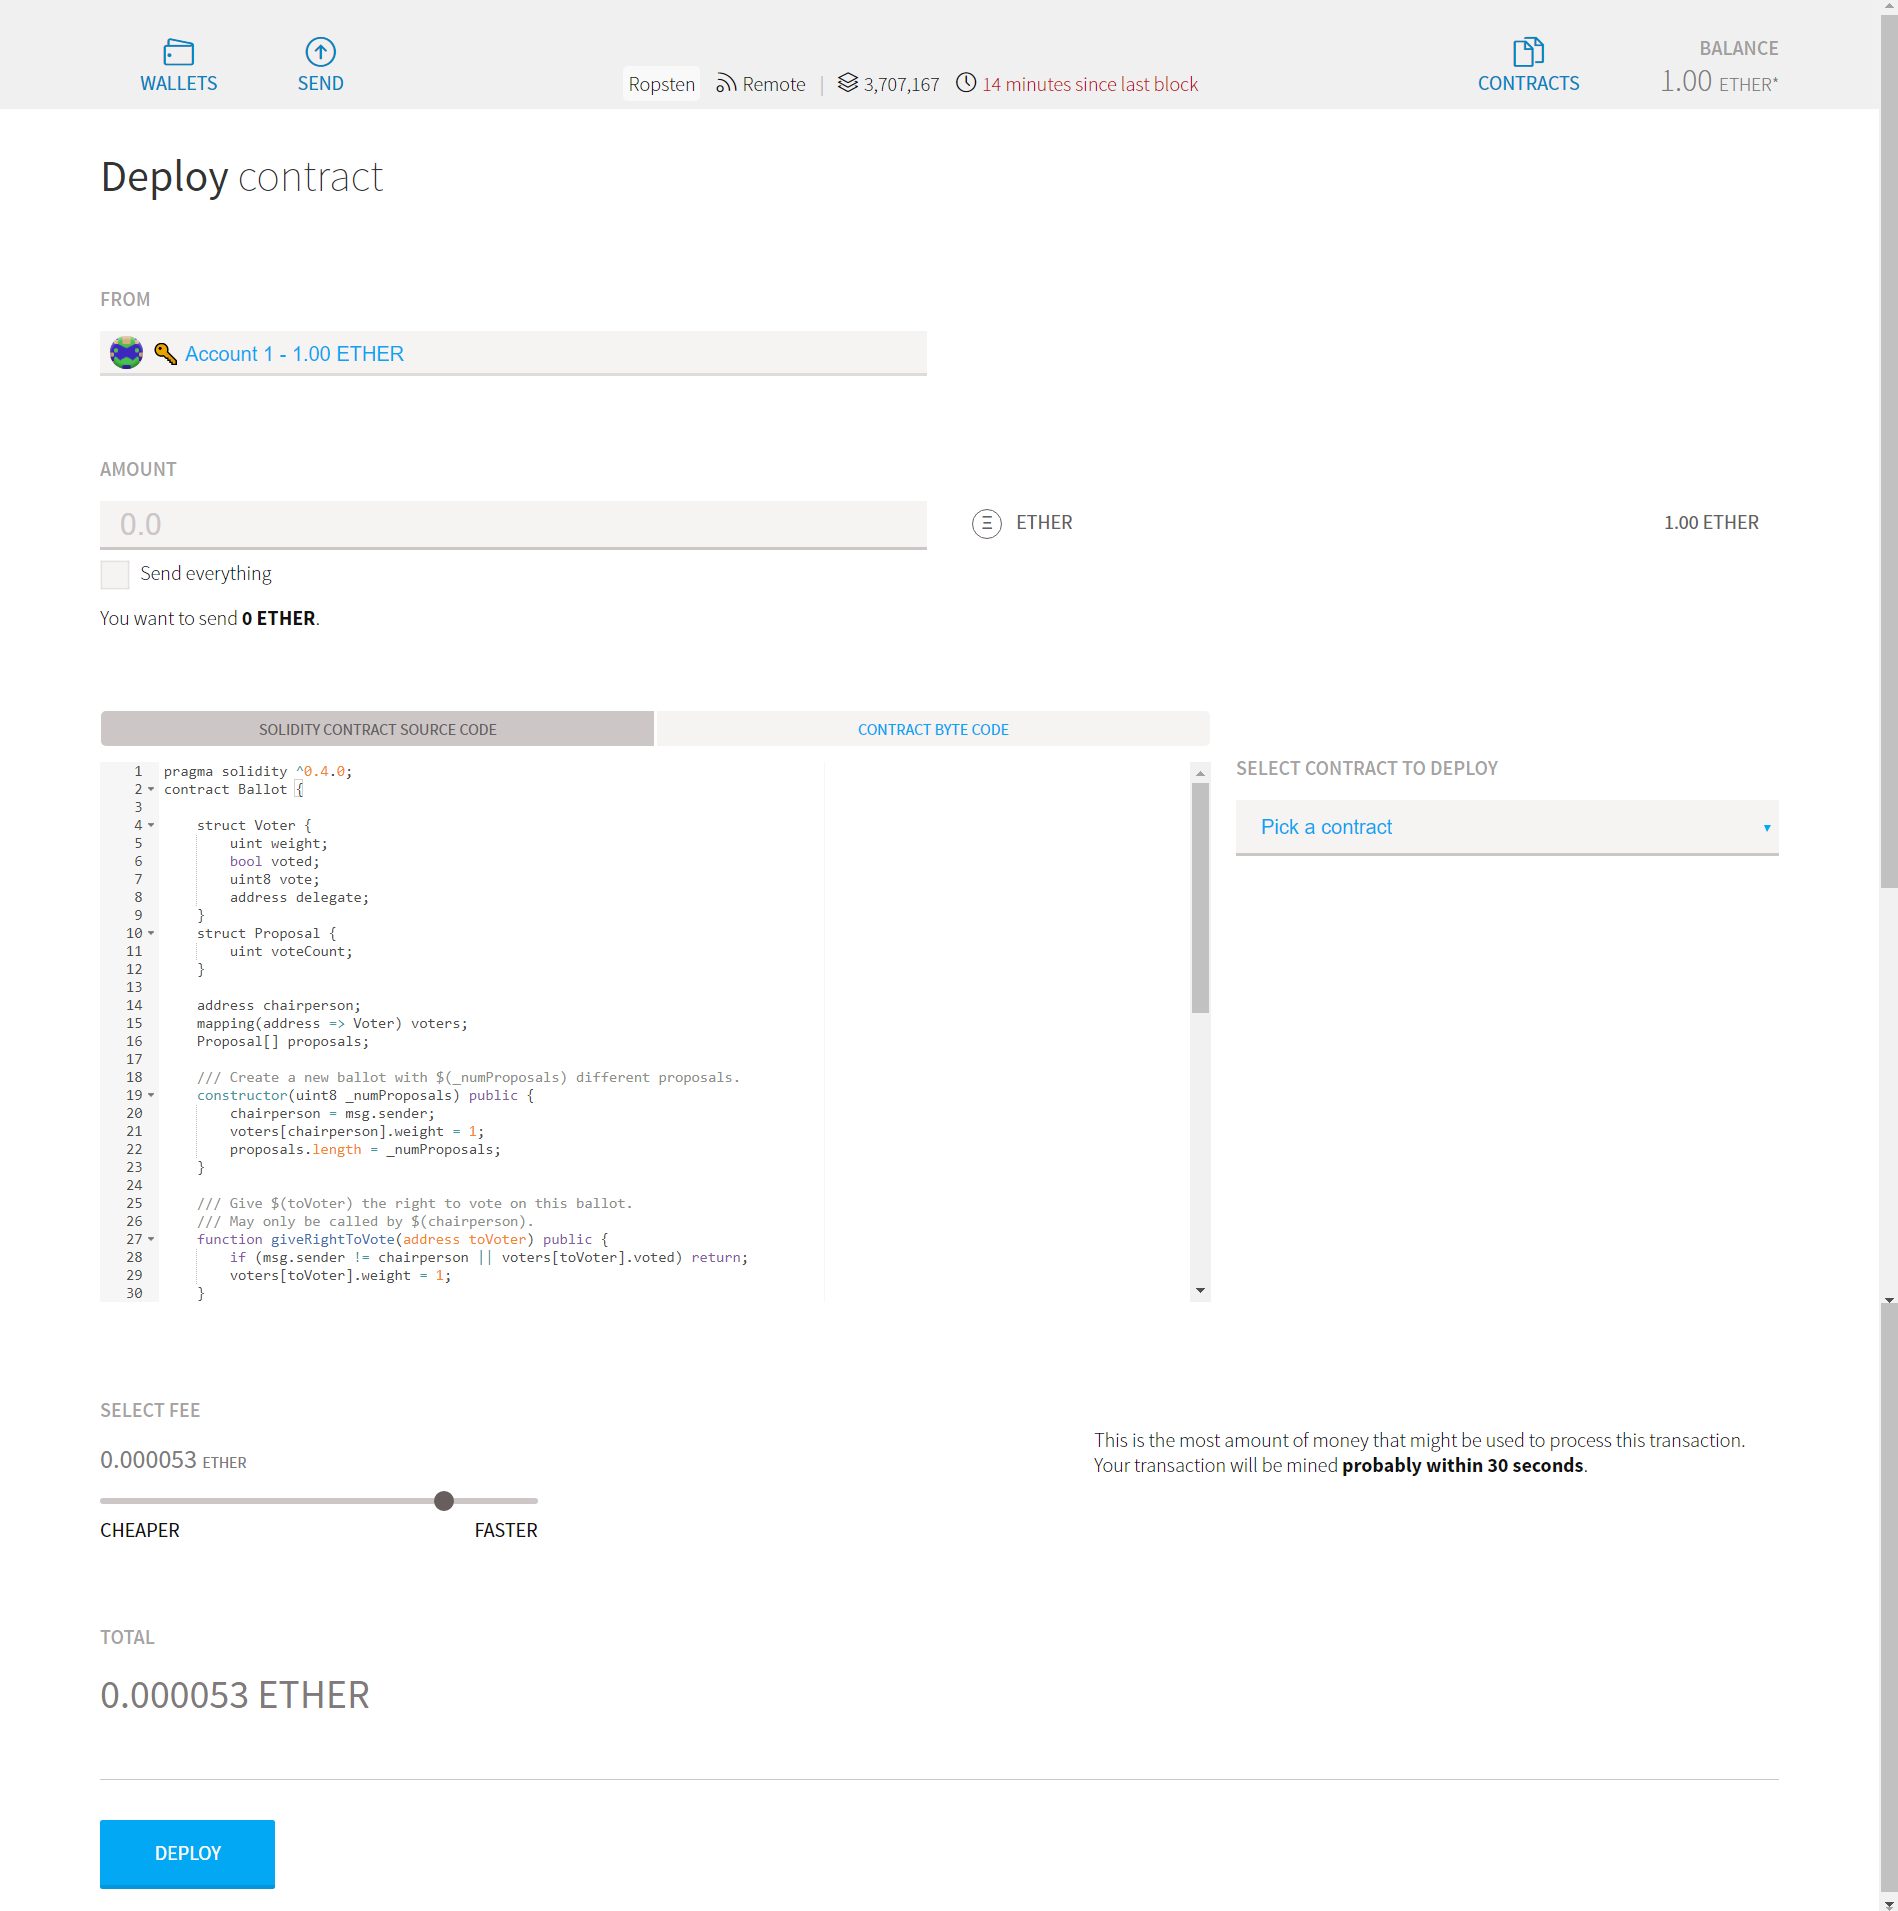 WALLETS
SEND
Ropsten Remote | 3,707,167 14 minutes since last block
CONTRACTS
BALANCE
1.00 ETHER*
Deploy contract
FROM
Account 1 - 1.00 ETHER
AMOUNT
0.0
Ξ ETHER
1.00 ETHER
Send everything
You want to send 0 ETHER.
SOLIDITY CONTRACT SOURCE CODE
CONTRACT BYTE CODE
1 pragma solidity ^0.4.0;
2 contract Ballot {
3
4 struct Voter {
5 uint weight;
6 bool voted;
7 uint8 vote;
8 address delegate;
9 }
10 struct Proposal {
11 uint voteCount;
12 }
13
14 address chairperson;
15 mapping(address => Voter) voters;
16 Proposal[] proposals;
17
18 /// Create a new ballot with $(_numProposals) different proposals.
19 constructor(uint8 _numProposals) public {
20 chairperson = msg.sender;
21 voters[chairperson].weight = 1;
22 proposals.length = _numProposals;
23 }
24
25 /// Give $(toVoter) the right to vote on this ballot.
26 /// May only be called by $(chairperson).
27 function giveRightToVote(address toVoter) public {
28 if (msg.sender != chairperson || voters[toVoter].voted) return;
29 voters[toVoter].weight = 1;
30 }
SELECT CONTRACT TO DEPLOY
Pick a contract
SELECT FEE
0.000053 ETHER
CHEAPER
FASTER
This is the most amount of money that might be used to process this transaction.
Your transaction will be mined probably within 30 seconds.
TOTAL
0.000053 ETHER
DEPLOY